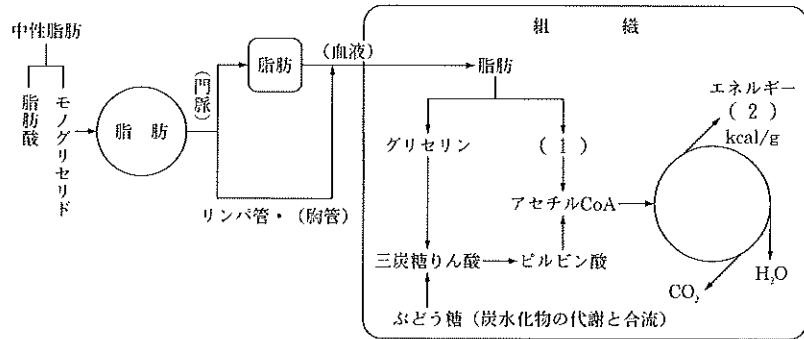 中性脂肪
脂肪酸
モノグリセリド
脂肪
(門脈)
脂肪
(血液)
リンパ管・(胸管)
組織
脂肪
グリセリン
(1)
アセチルCoA
三炭糖りん酸
ピルビン酸
ぶどう糖(炭水化物の代謝と合流)
エネルギー
(2)
kcal/g
CO₂
H₂O